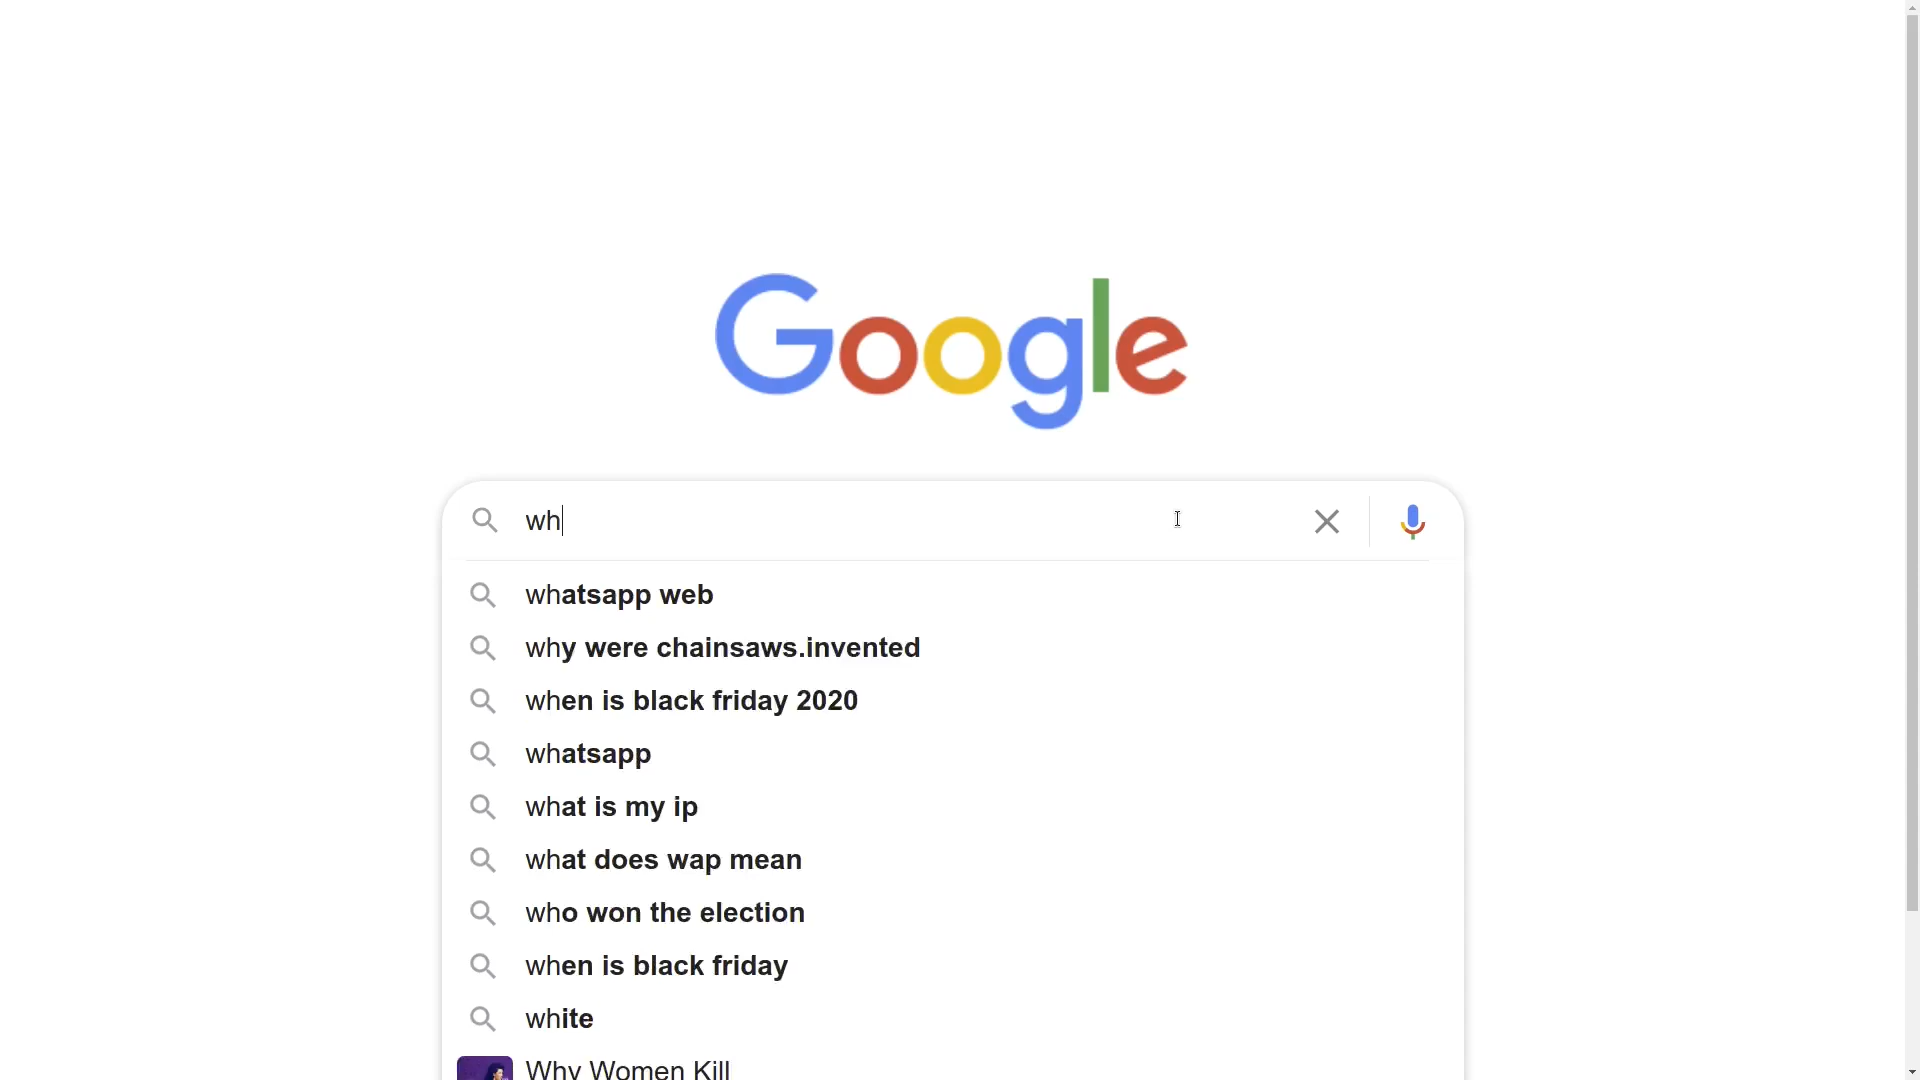 Google
wh
whatsapp web
why were chainsaws.invented
when is black friday 2020
whatsapp
what is my ip
what does wap mean
who won the election
when is black friday
white
Why Women Kill